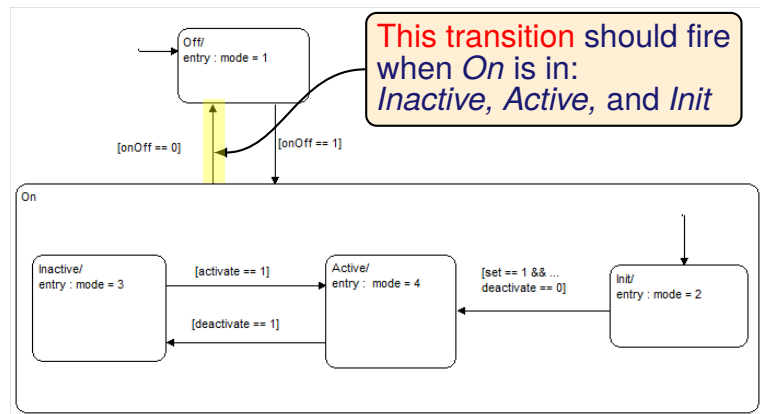 Off/
entry : mode = 1
This transition should fire
when On is in:
Inactive, Active, and Init
[onOff == 0]
[onOff == 1]
On
Inactive/
entry : mode = 3
[activate == 1]
[deactivate == 1]
Active/
entry : mode = 4
[set == 1 && ...
deactivate == 0]
Init/
entry : mode = 2